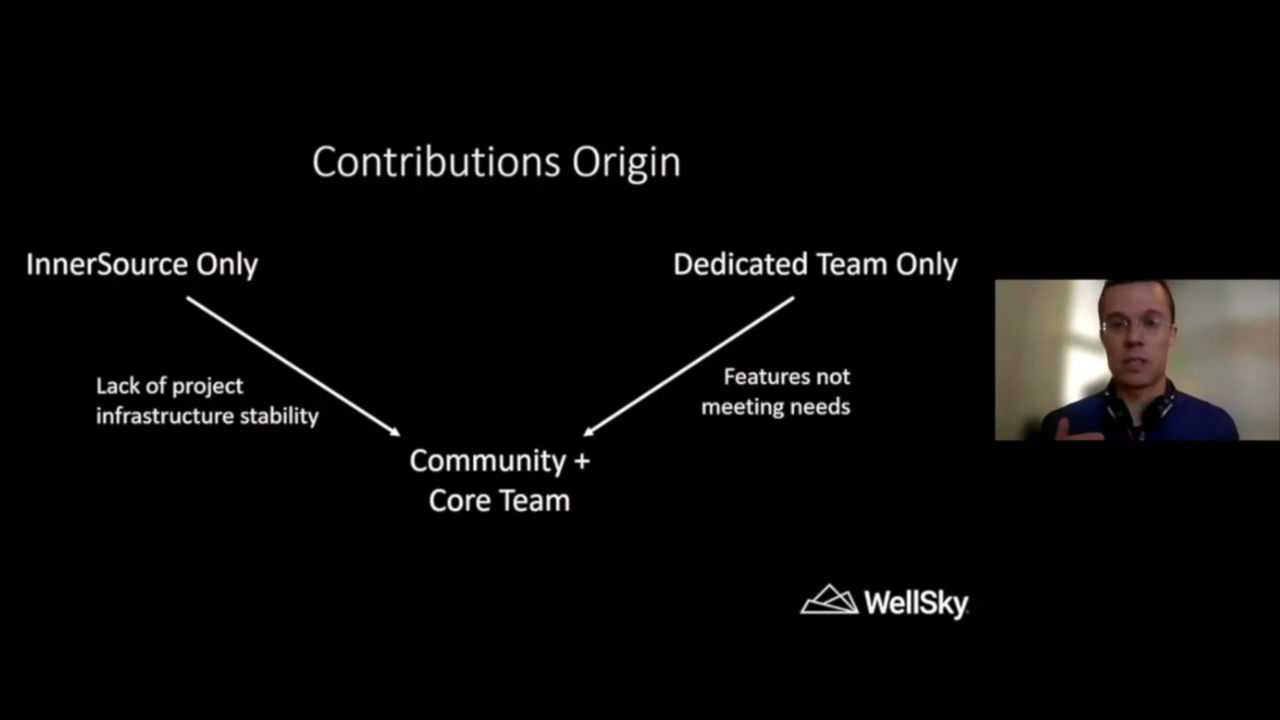 Contributions Origin
InnerSource Only
Dedicated Team Only
Lack of project
infrastructure stability
Features not
meeting needs
Community +
Core Team
WellSky